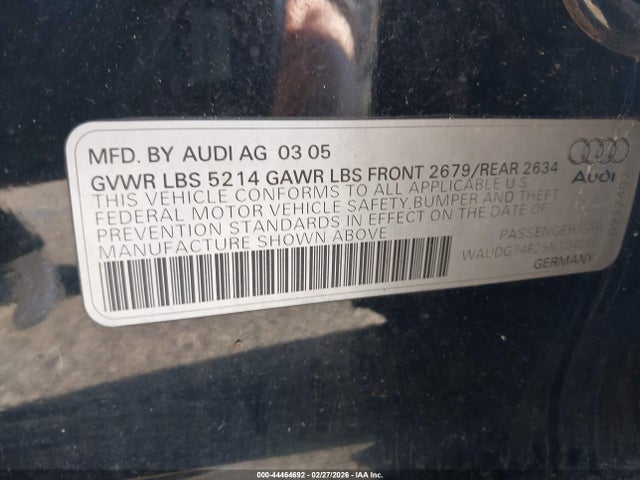 MFD. BY AUDI AG 03 05
GVWR LBS 5214 GAWR LBS FRONT 2679/REAR 2634
THIS VEHICLE CONFORMS TO ALL APPLICABLE U S
FEDERAL MOTOR VEHICLE SAFETY,BUMPER AND THEFT
PREVENTION STANDARDS IN EFFECT ON THE DATE OF
MANUFACTURE SHOWN ABOVE
Audi
PASSENGER CAR
GERMANY
000-44464692 - 02/27/2026 - IAAI